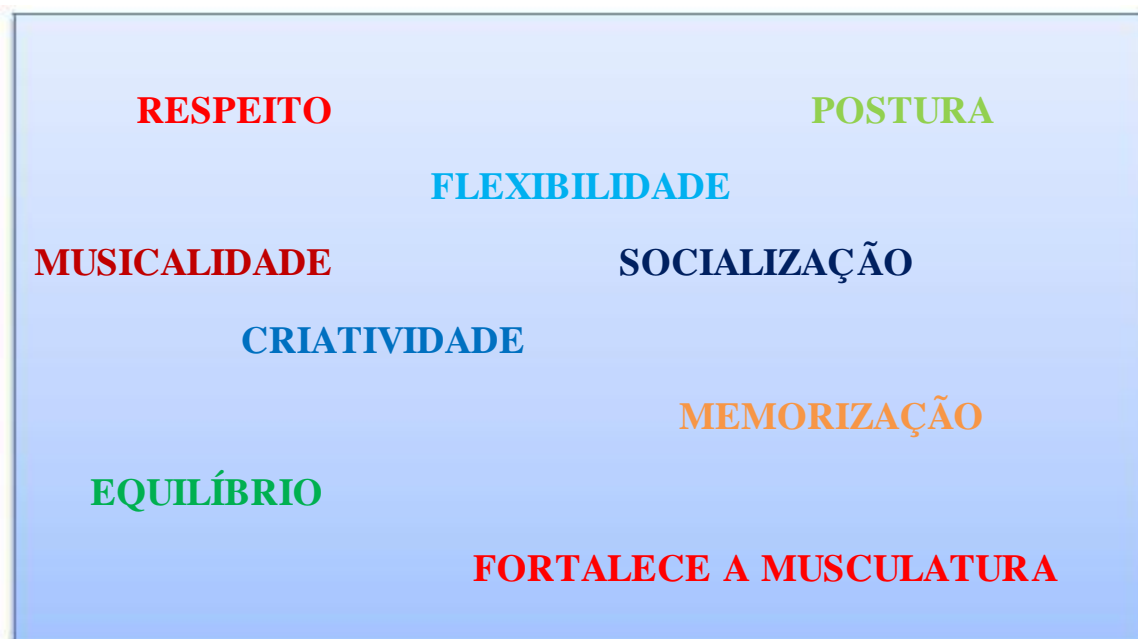 RESPEITO POSTURA
FLEXIBILIDADE
MUSICALIDADE SOCIALIZAÇÃO
CRIATIVIDADE
MEMORIZAÇÃO
EQUILÍBRIO
FORTALECE A MUSCULATURA